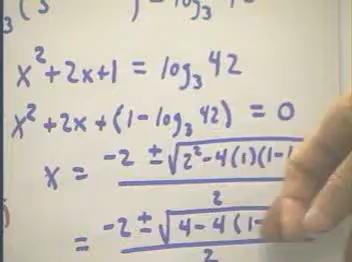 x² + 2x + 1 = log₃ 42
x² + 2x + (1 - log₃ 42) = 0
x = -2 ± √2² - 4(1)(1 - 
2
= -2 ± √4 - 4(1 - 
2